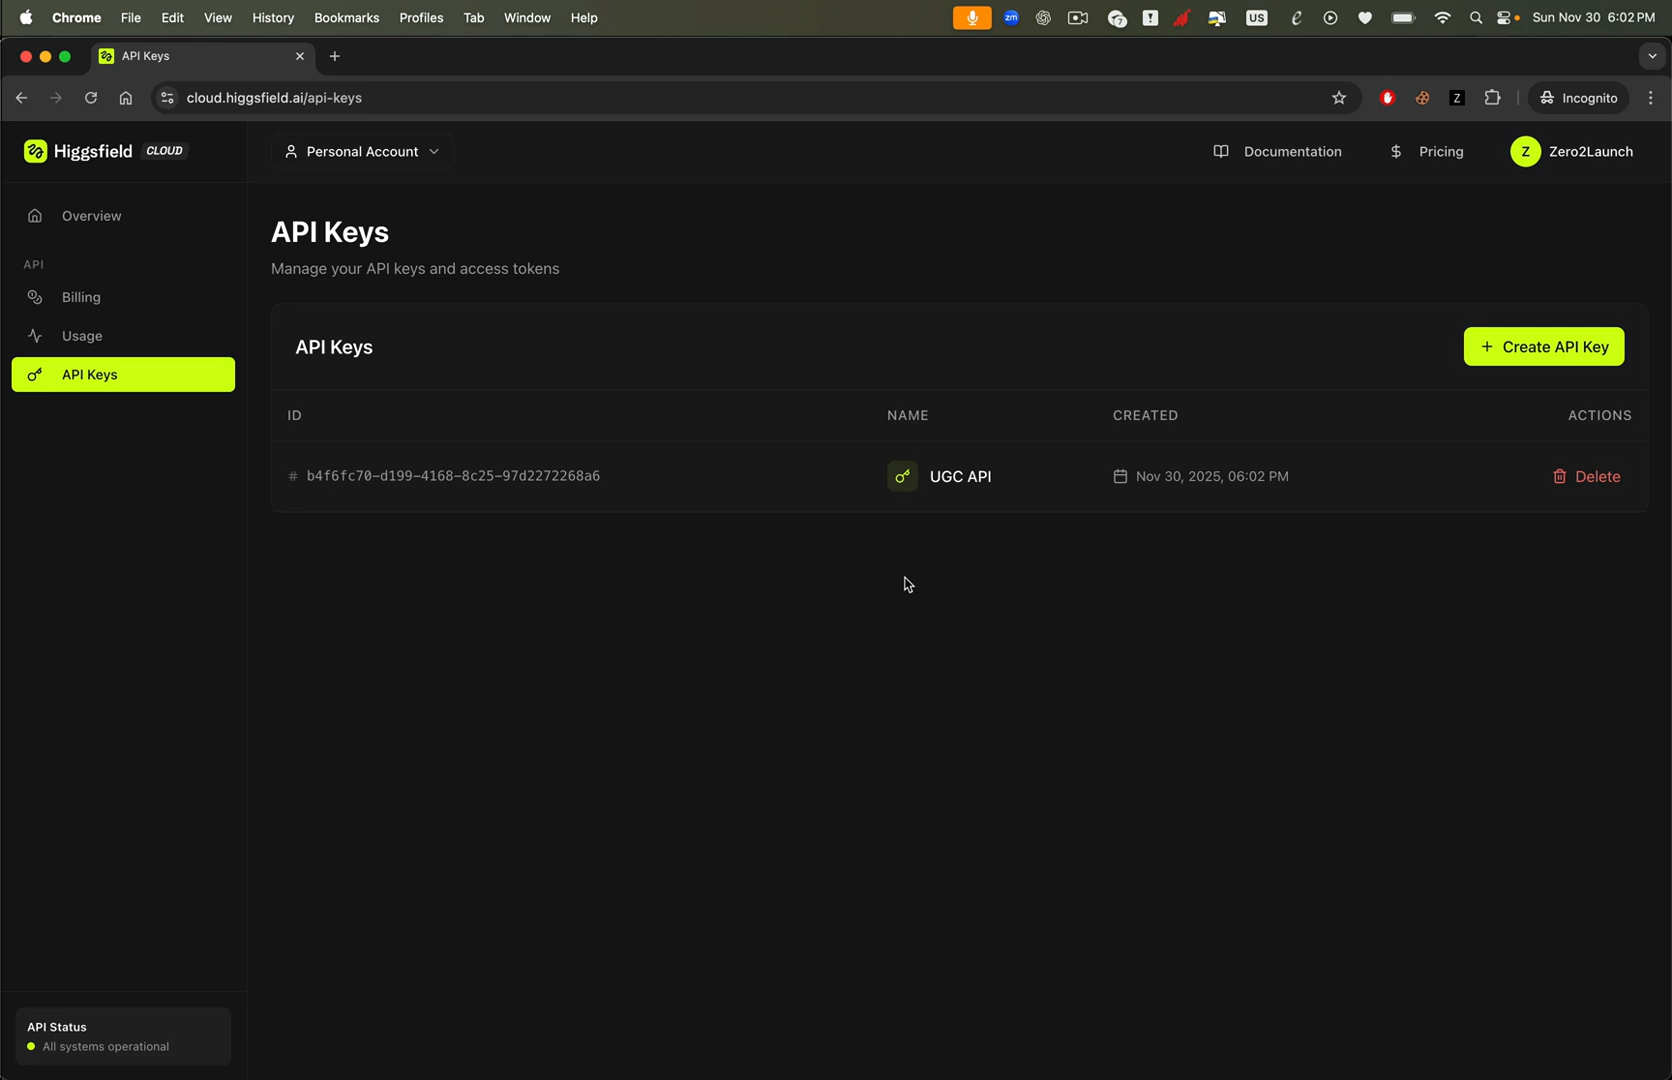 Chrome File Edit View History Bookmarks Profiles Tab Window Help zm 7 US Sun Nov 30 6:02 PM
API Keys
cloud.higgsfield.ai/api-keys Z Incognito
Higgsfield CLOUD Personal Account Documentation $ Pricing Z Zero2Launch
Overview
API
Billing
Usage
API Keys
API Keys
Manage your API keys and access tokens
API Keys + Create API Key
ID NAME CREATED ACTIONS
# b4f6fc70-d199-4168-8c25-97d2272268a6 UGC API Nov 30, 2025, 06:02 PM Delete
API Status
All systems operational